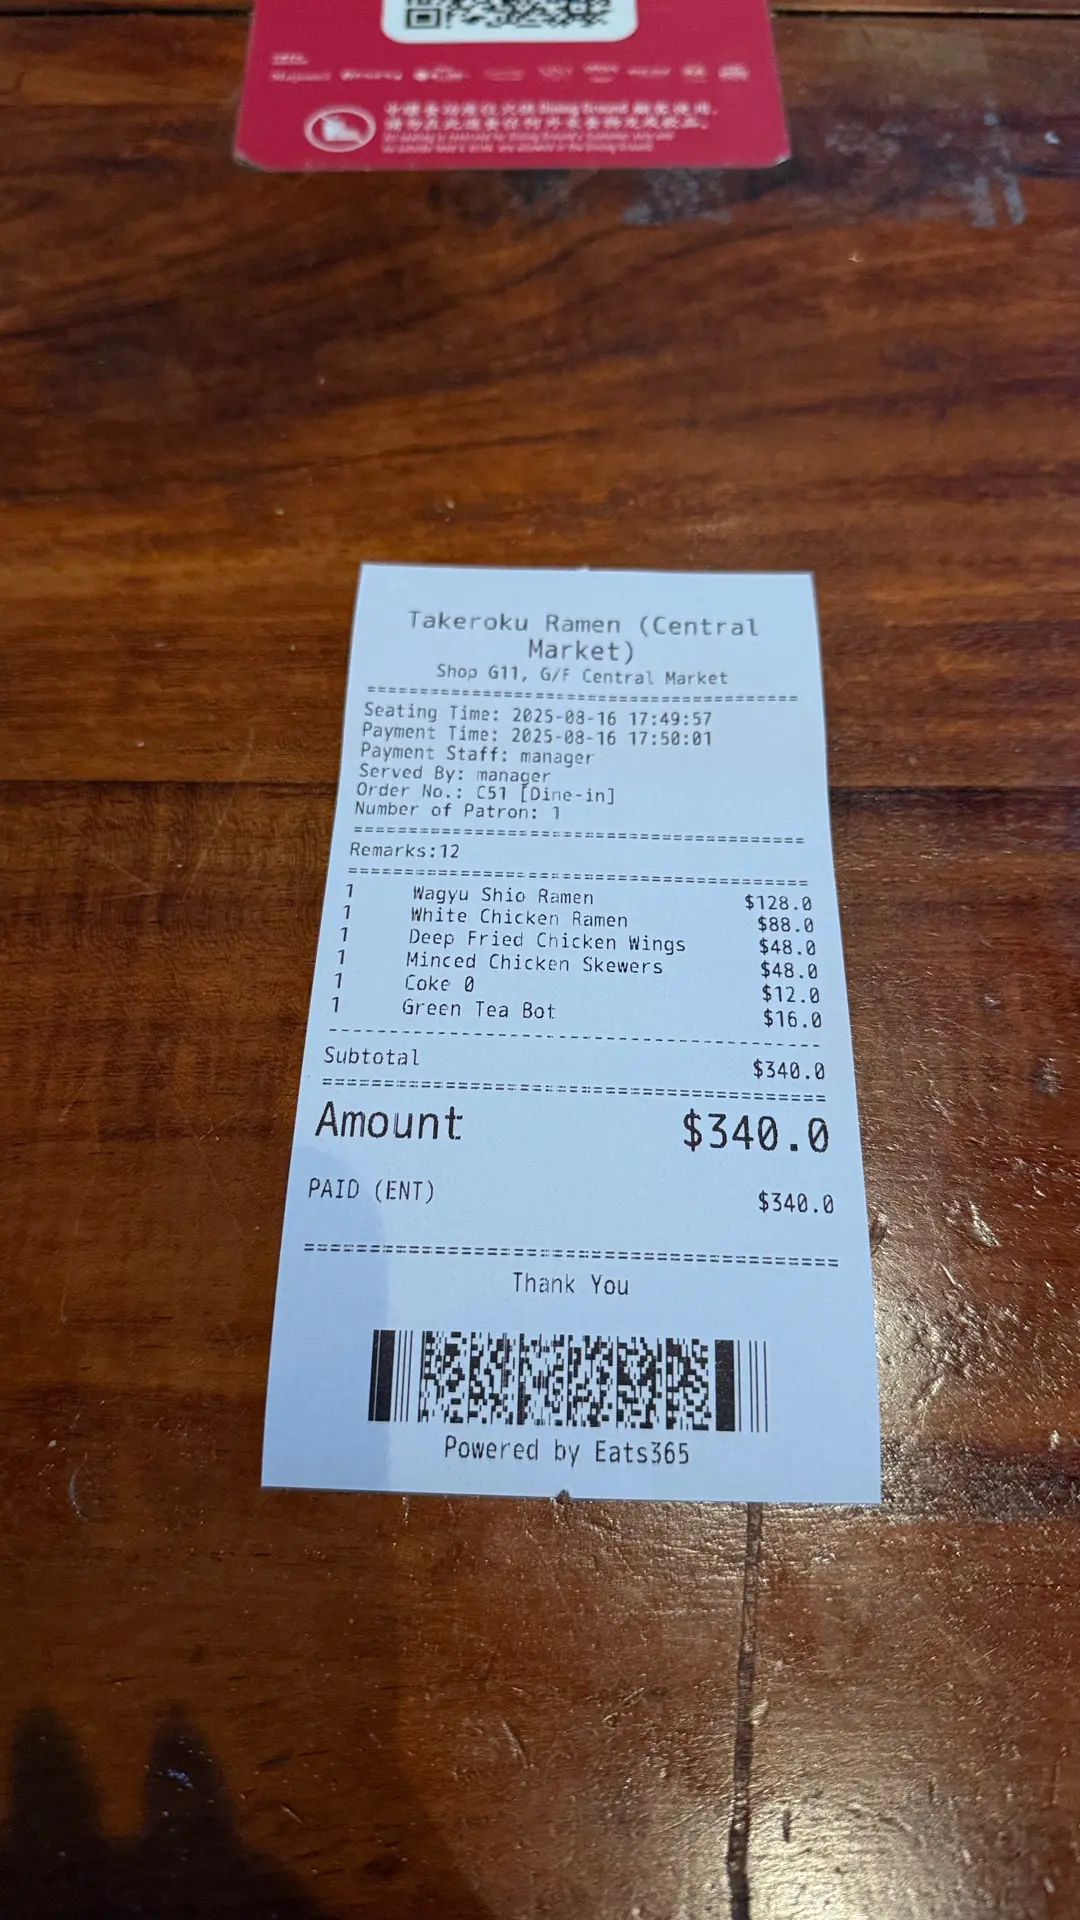 Takeroku Ramen (Central
Market)
Shop G11, G/F Central Market
========================================
Seating Time: 2025-08-16 17:49:57
Payment Time: 2025-08-16 17:50:01
Payment Staff: manager
Served By: manager
Order No.: C51 [Dine-in]
Number of Patron: 1
========================================
Remarks:12
========================================
1 Wagyu Shio Ramen $128.0
1 White Chicken Ramen $88.0
1 Deep Fried Chicken Wings $48.0
1 Minced Chicken Skewers $48.0
1 Coke 0 $12.0
1 Green Tea Bot $16.0
----------------------------------------
Subtotal $340.0
========================================
Amount $340.0
PAID (ENT) $340.0
========================================
Thank You
Powered by Eats365